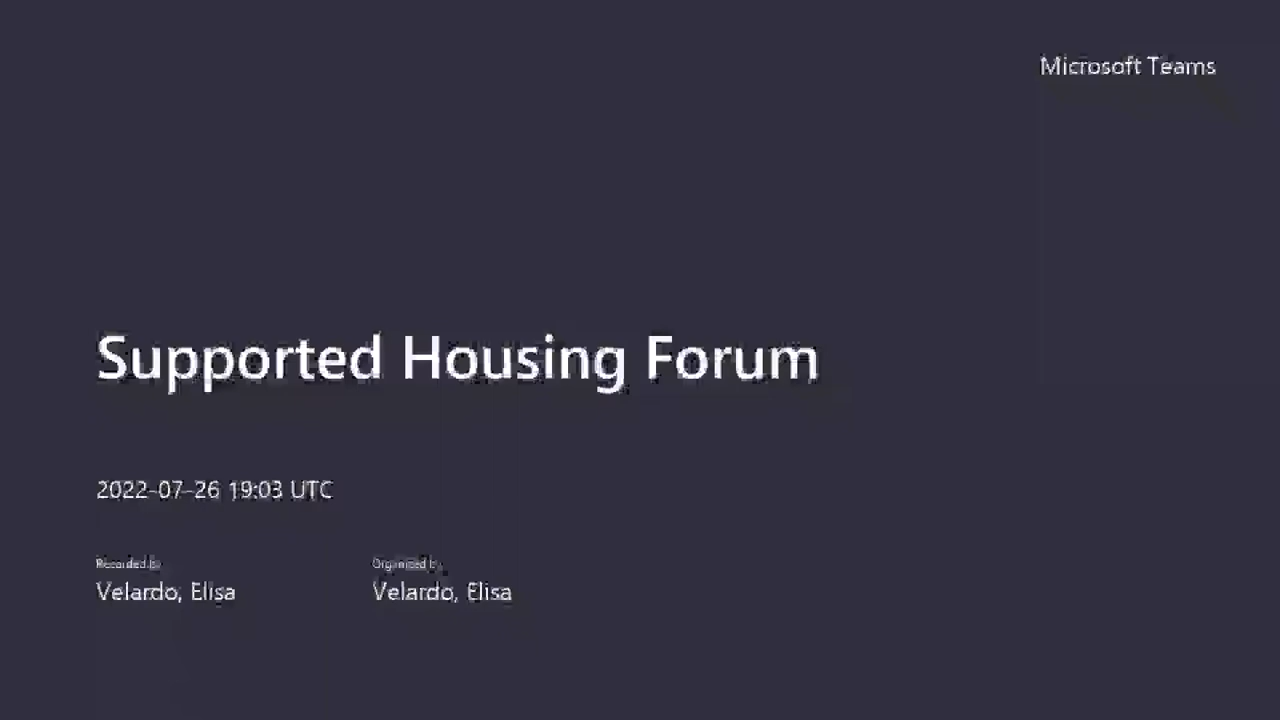 Microsoft Teams
Supported Housing Forum
2022-07-26 19:03 UTC
Recorded by
Organized by
Velardo, Elisa
Velardo, Elisa